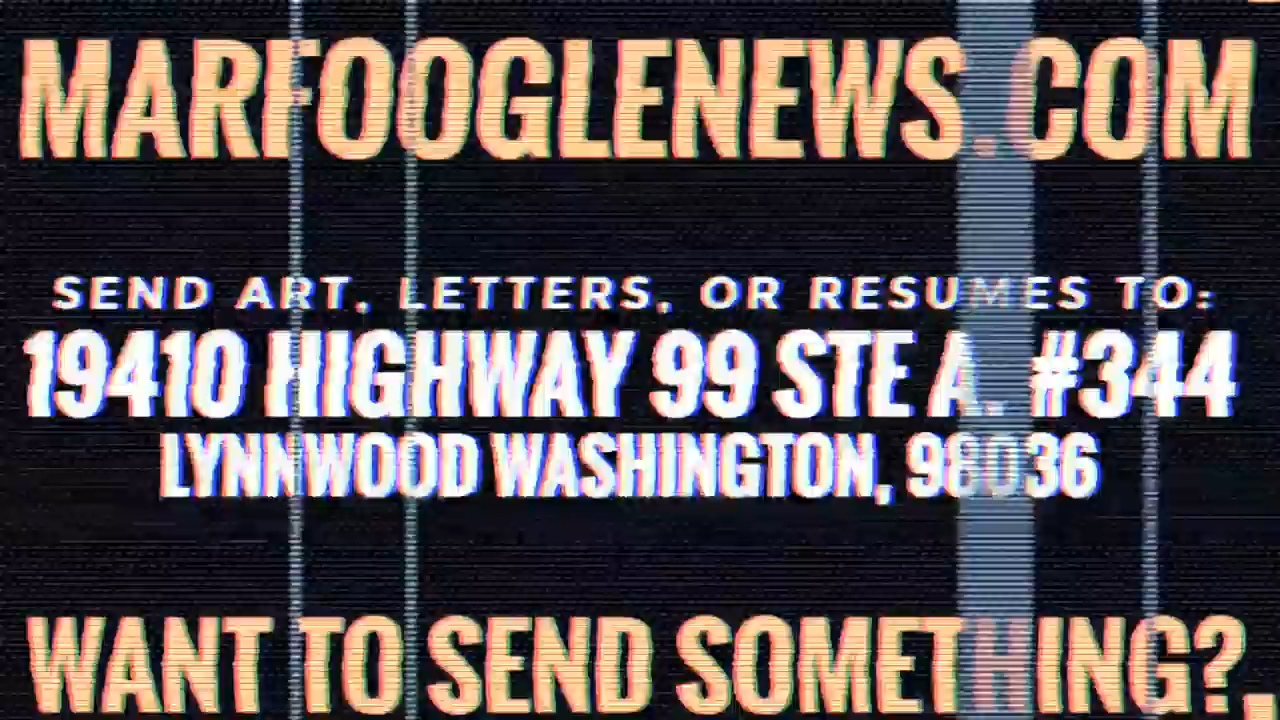 MARFOOGLENEWS.COM
SEND ART, LETTERS, OR RESUMES TO:
19410 HIGHWAY 99 STE A. #344
LYNNWOOD WASHINGTON, 98036
WANT TO SEND SOMETHING?